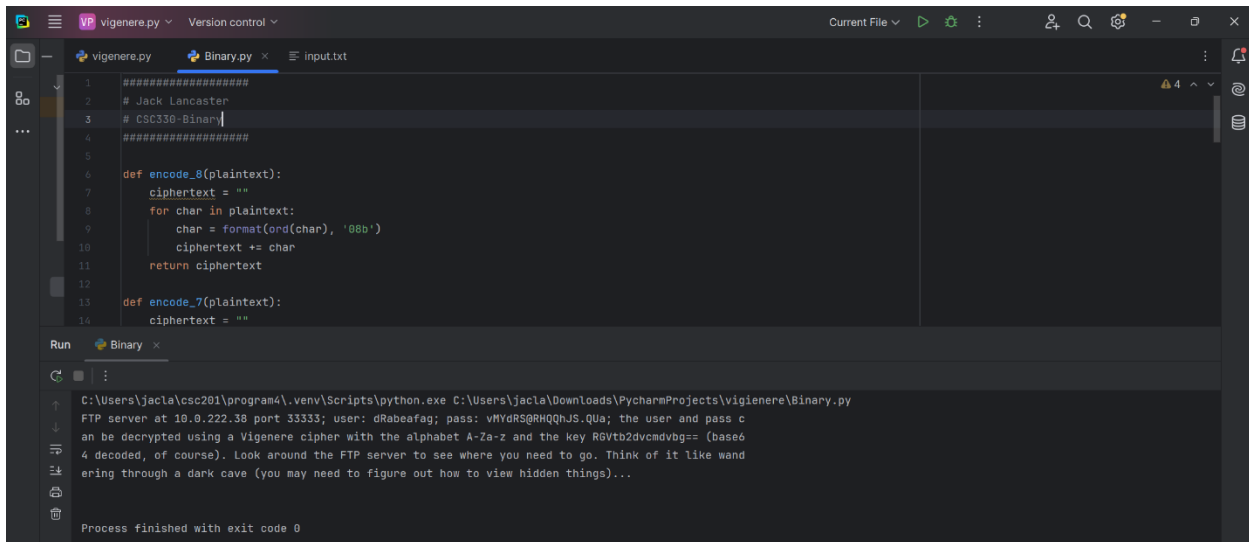 VP vigenere.py Version control Current File
vigenere.py Binary.py input.txt
1 ###################
2 # Jack Lancaster
3 # CSC330-Binary
4 ###################
5
6 def encode_8(plaintext):
7 ciphertext = ""
8 for char in plaintext:
9 char = format(ord(char), '08b')
10 ciphertext += char
11 return ciphertext
12
13 def encode_7(plaintext):
14 ciphertext = ""
4
Run Binary
C:\Users\jacla\csc201\program4\.venv\Scripts\python.exe C:\Users\jacla\Downloads\PycharmProjects\vigienere\Binary.py
FTP server at 10.0.222.38 port 33333; user: dRabeafag; pass: vMYdRS@RHQQhJS.QUa; the user and pass c
an be decrypted using a Vigenere cipher with the alphabet A-Za-z and the key RGVtb2dvcmdvbg== (base6
4 decoded, of course). Look around the FTP server to see where you need to go. Think of it like wand
ering through a dark cave (you may need to figure out how to view hidden things)...
Process finished with exit code 0